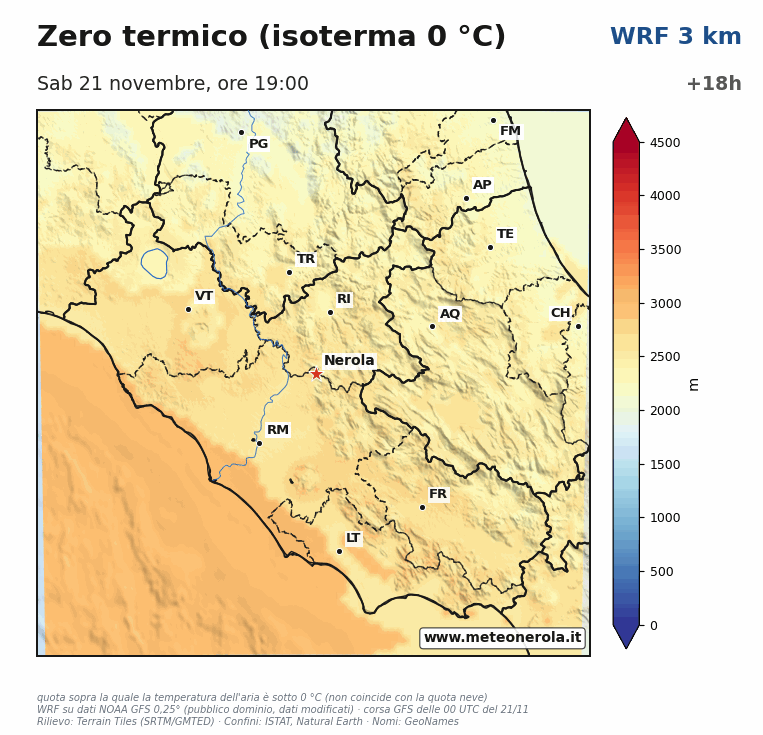 Zero termico (isoterma 0 °C)
WRF 3 km
Sab 21 novembre, ore 19:00
+18h
FM
PG
AP
TE
TR
VT
RI
AQ
CH
Nerola
RM
FR
LT
www.meteonerola.it
4500
4000
3500
3000
2500
2000
1500
1000
500
0
m
quota sopra la quale la temperatura dell'aria è sotto 0 °C (non coincide con la quota neve)
WRF su dati NOAA GFS 0,25° (pubblico dominio, dati modificati) · corsa GFS delle 00 UTC del 21/11
Rilievo: Terrain Tiles (SRTM/GMTED) · Confini: ISTAT, Natural Earth · Nomi: GeoNames